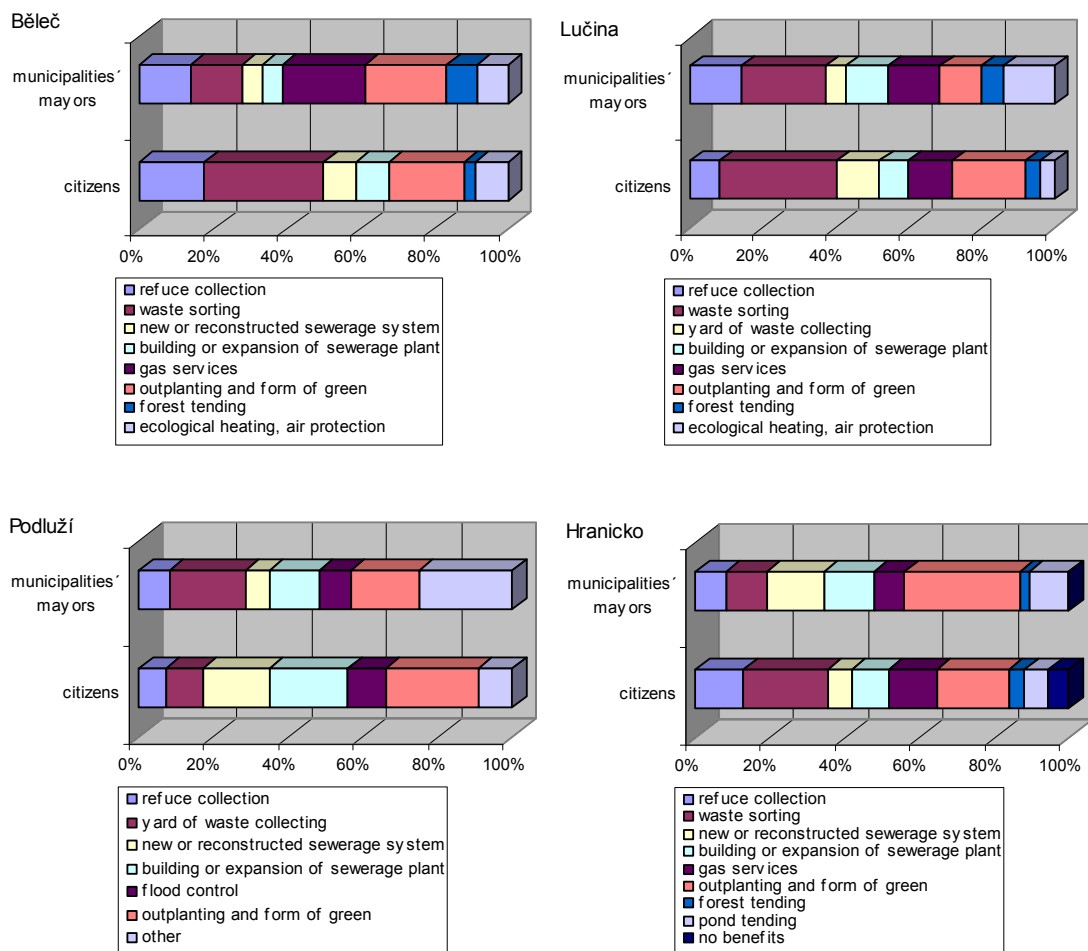 Běleč
municipalities´
mayors
citizens
0% 20% 40% 60% 80% 100%
refuce collection
waste sorting
new or reconstructed sewerage system
building or expansion of sewerage plant
gas services
outplanting and form of green
forest tending
ecological heating, air protection
Lučina
municipalities´
mayors
citizens
0% 20% 40% 60% 80% 100%
refuce collection
waste sorting
yard of waste collecting
building or expansion of sewerage plant
gas services
outplanting and form of green
forest tending
ecological heating, air protection
Podluží
municipalities´
mayors
citizens
0% 20% 40% 60% 80% 100%
refuce collection
yard of waste collecting
new or reconstructed sewerage system
building or expansion of sewerage plant
flood control
outplanting and form of green
other
Hranicko
municipalities´
mayors
citizens
0% 20% 40% 60% 80% 100%
refuce collection
waste sorting
new or reconstructed sewerage system
building or expansion of sewerage plant
gas services
outplanting and form of green
forest tending
pond tending
no benefits